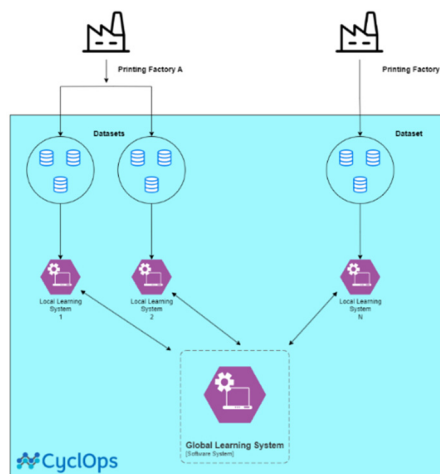 Printing Factory A
Printing Factory
Datasets
Dataset
Local Learning
System
1
Local Learning
System
2
Local Learning
System
N
Global Learning System
[Software System]
CyclOps